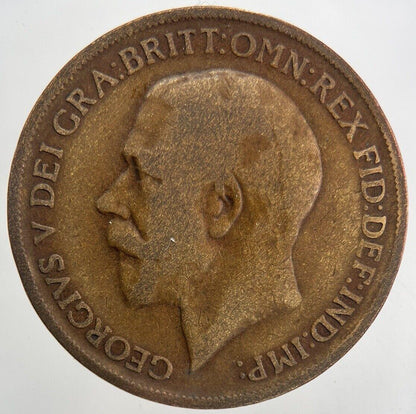 GEORGIVS V DEI GRA:BRITT:OMN:REX FID:DEF:IND:IMP: